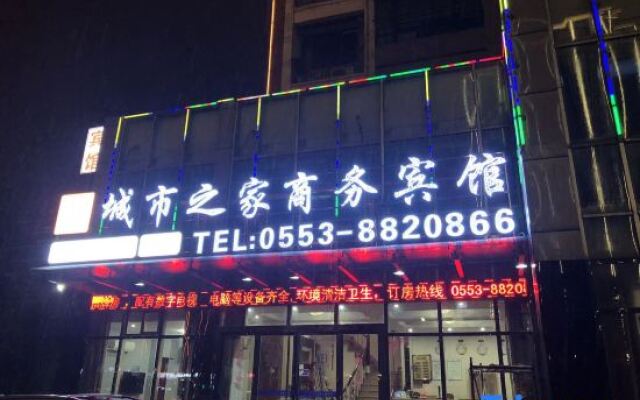 宾馆
城市之家商务宾馆
TEL:0553-8820866
配有数字电视、电脑等设备齐全,环境清洁卫生,订房热线 0553-8820